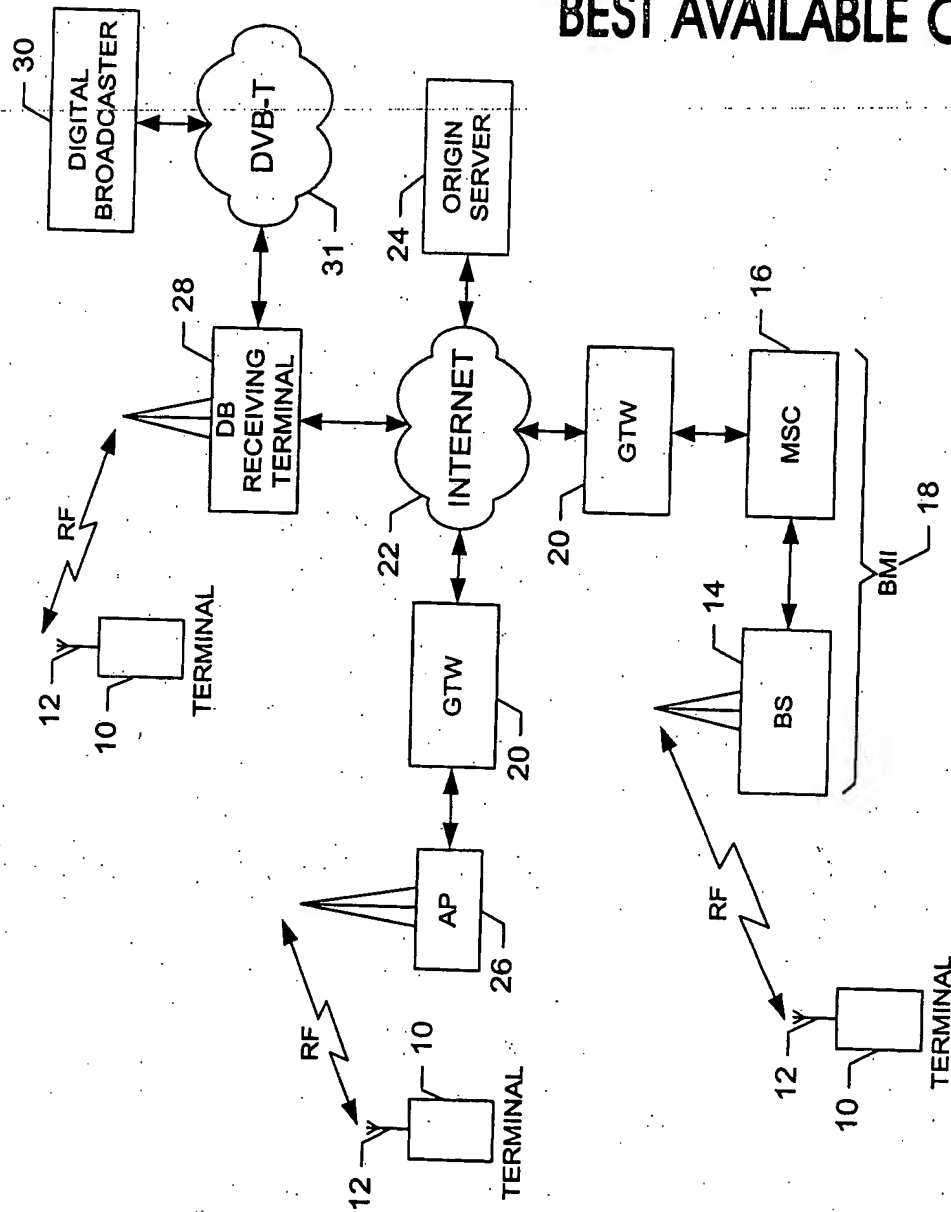 BEST AVAILABLE C
30
DIGITAL
BROADCASTER
DVB-T
31
24
ORIGIN
SERVER
28
DB
RECEIVING
TERMINAL
RF
12
10
TERMINAL
INTERNET
22
GTW
20
AP
26
RF
12
10
TERMINAL
GTW
20
16
MSC
14
BS
BMI
18
RF
12
10
TERMINAL